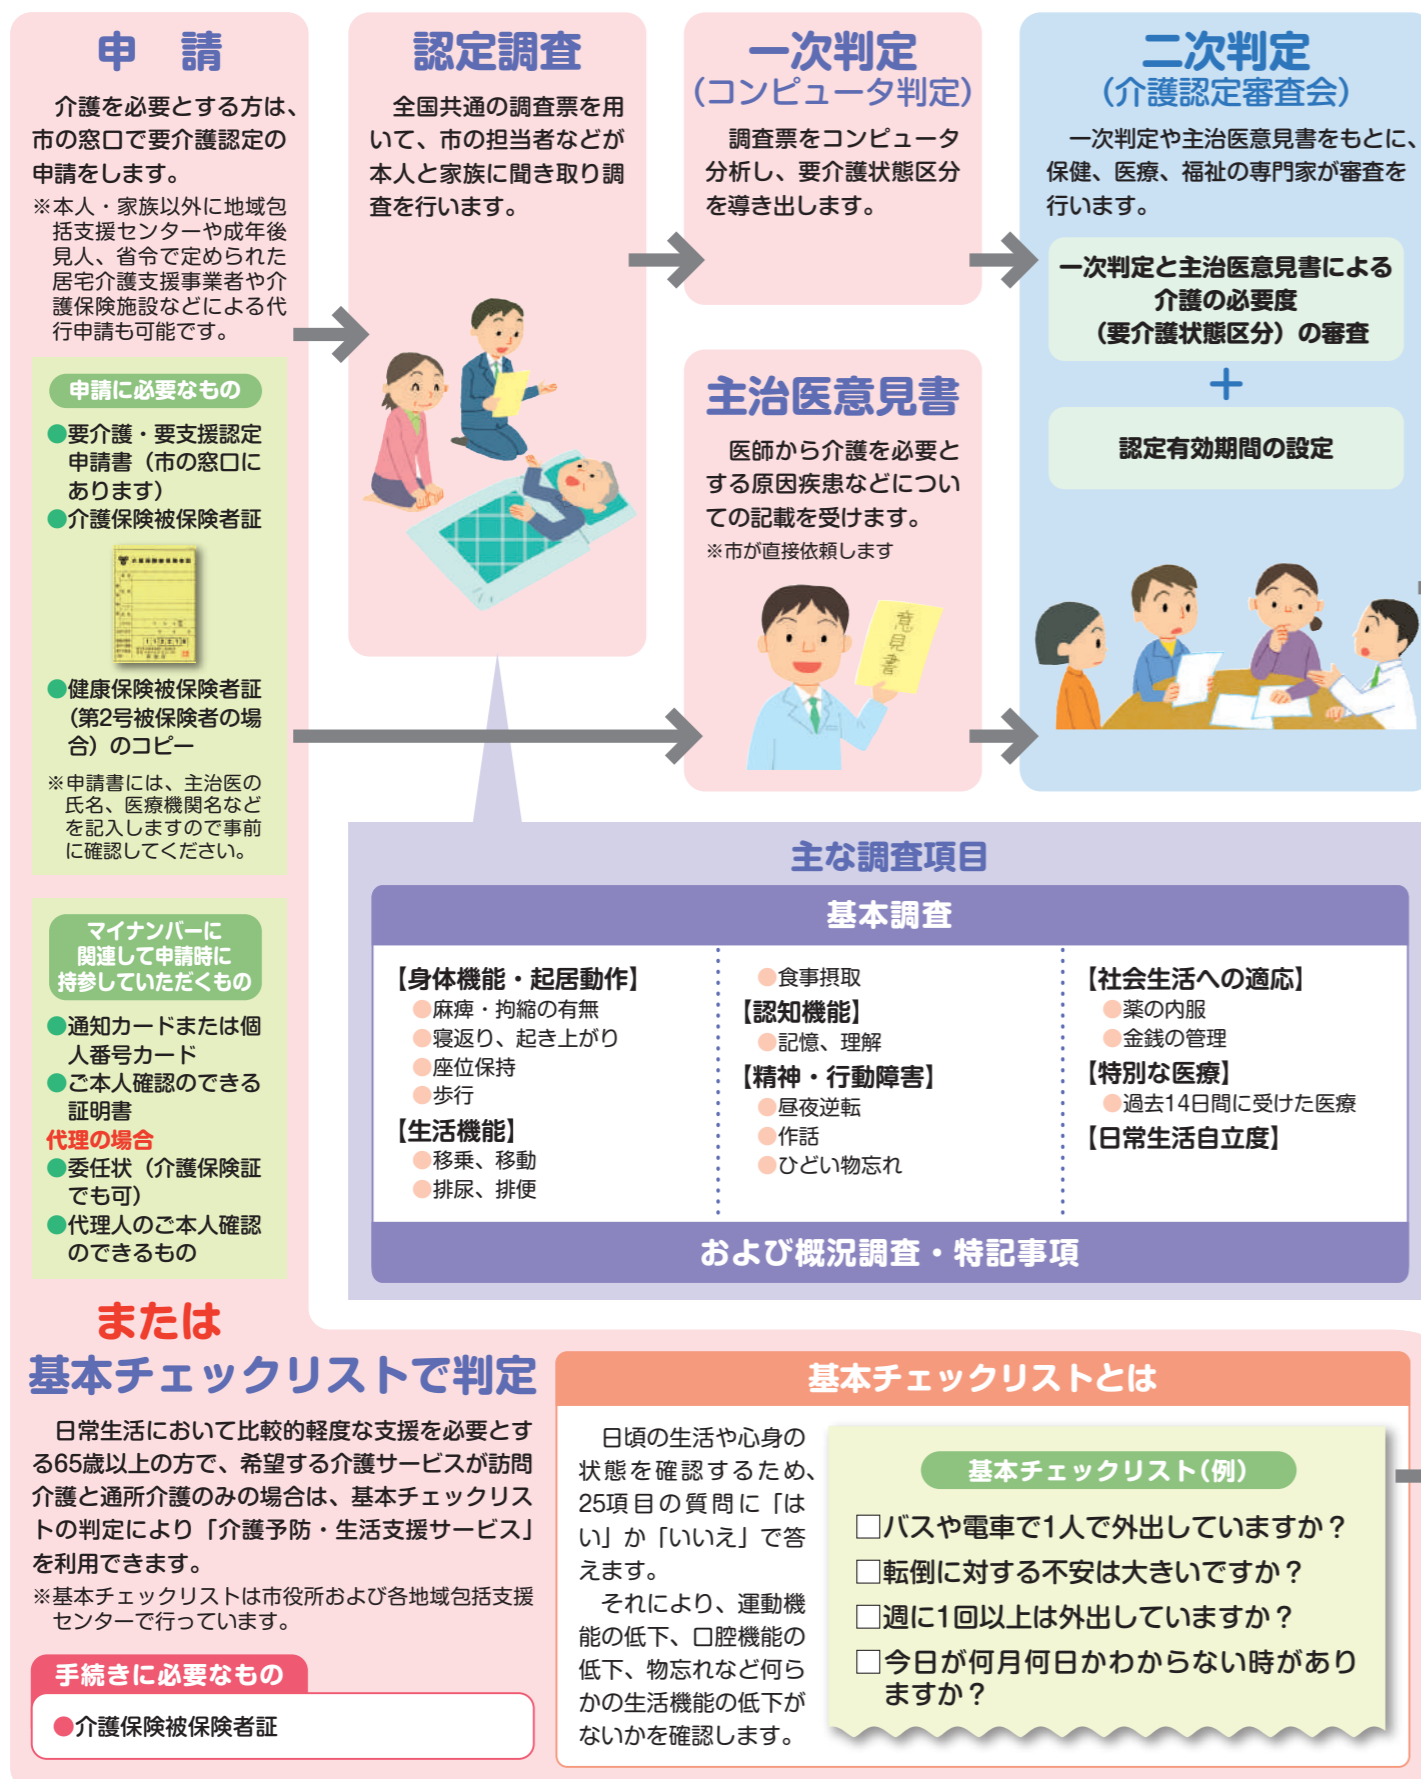 申　請
介護を必要とする方は、
市の窓口で要介護認定の
申請をします。
※本人・家族以外に地域包
括支援センターや成年後
見人、省令で定められた
居宅介護支援事業者や介
護保険施設などによる代
行申請も可能です。
申請に必要なもの
●要介護・要支援認定
申請書（市の窓口に
あります）
●介護保険被保険者証
介護保険被保険者証
●健康保険被保険者証
（第2号被保険者の場
合）のコピー
※申請書には、主治医の
氏名、医療機関名など
を記入しますので事前
に確認してください。
マイナンバーに
関連して申請時に
持参していただくもの
●通知カードまたは個
人番号カード
●ご本人確認のできる
証明書
代理の場合
●委任状（介護保険証
でも可）
●代理人のご本人確認
のできるもの
認定調査
全国共通の調査票を用
いて、市の担当者などが
本人と家族に聞き取り調
査を行います。
一次判定
（コンピュータ判定）
調査票をコンピュータ
分析し、要介護状態区分
を導き出します。
主治医意見書
医師から介護を必要と
する原因疾患などについ
ての記載を受けます。
※市が直接依頼します
意見書
二次判定
（介護認定審査会）
一次判定や主治医意見書をもとに、
保健、医療、福祉の専門家が審査を
行います。
一次判定と主治医意見書による
介護の必要度
（要介護状態区分）の審査
＋
認定有効期間の設定
主な調査項目
基本調査
【身体機能・起居動作】
●麻痺・拘縮の有無
●寝返り、起き上がり
●座位保持
●歩行
【生活機能】
●移乗、移動
●排尿、排便
●食事摂取
【認知機能】
●記憶、理解
【精神・行動障害】
●昼夜逆転
●作話
●ひどい物忘れ
【社会生活への適応】
●薬の内服
●金銭の管理
【特別な医療】
●過去14日間に受けた医療
【日常生活自立度】
および概況調査・特記事項
または
基本チェックリストで判定
日常生活において比較的軽度な支援を必要とす
る65歳以上の方で、希望する介護サービスが訪問
介護と通所介護のみの場合は、基本チェックリス
トの判定により「介護予防・生活支援サービス」
を利用できます。
※基本チェックリストは市役所および各地域包括支援
センターで行っています。
手続きに必要なもの
●介護保険被保険者証
基本チェックリストとは
日頃の生活や心身の
状態を確認するため、
25項目の質問に「は
い」か「いいえ」で答
えます。
それにより、運動機
能の低下、口腔機能の
低下、物忘れなど何ら
かの生活機能の低下が
ないかを確認します。
基本チェックリスト（例）
□バスや電車で1人で外出していますか？
□転倒に対する不安は大きいですか？
□週に1回以上は外出していますか？
□今日が何月何日かわからない時があり
ますか？